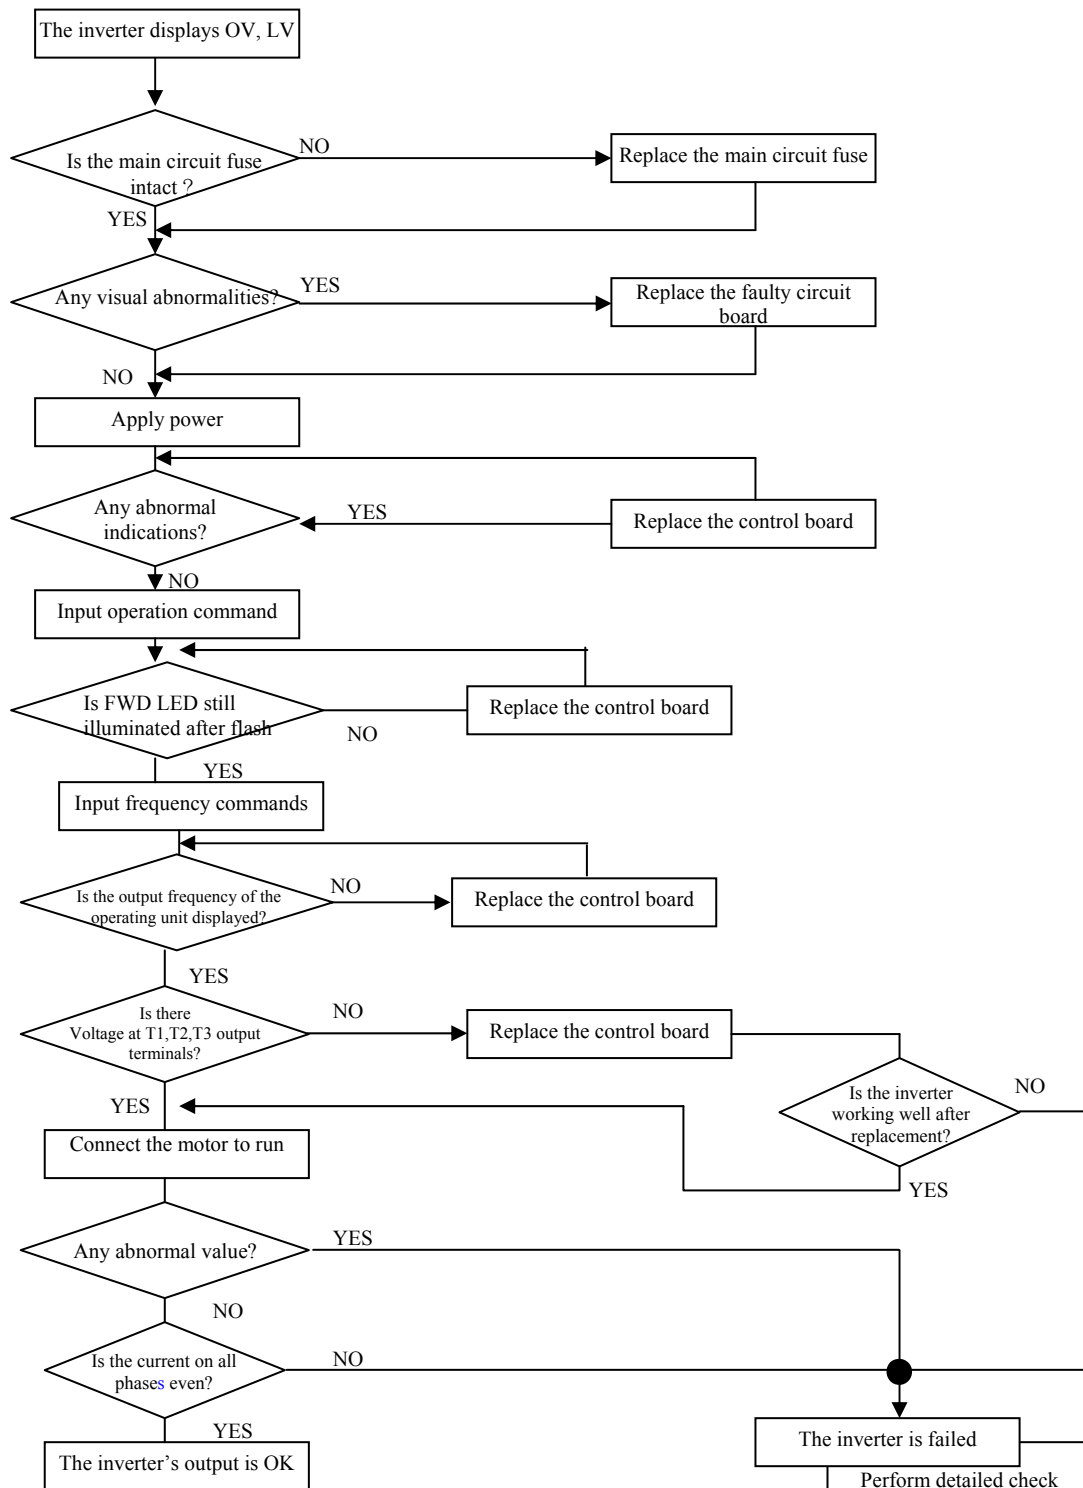 The inverter displays OV, LV
Is the main circuit fuse
intact？
NO
Replace the main circuit fuse
YES
Any visual abnormalities?
YES
Replace the faulty circuit
board
NO
Apply power
Any abnormal
indications?
YES
Replace the control board
NO
Input operation command
Is FWD LED still
illuminated after flash
NO
Replace the control board
YES
Input frequency commands
Is the output frequency of the
operating unit displayed?
NO
Replace the control board
YES
Is there
Voltage at T1,T2,T3 output
terminals?
NO
Replace the control board
Is the inverter
working well after
replacement?
NO
YES
YES
Connect the motor to run
Any abnormal value?
YES
NO
Is the current on all
phases even?
NO
YES
The inverter’s output is OK
The inverter is failed
Perform detailed check